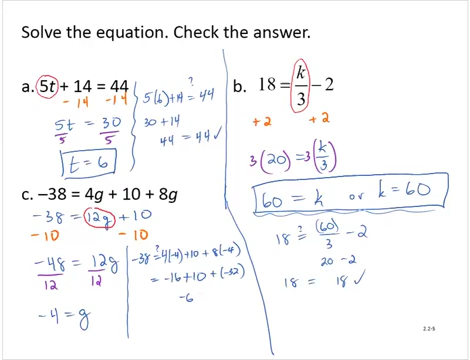 Solve the equation. Check the answer.
a. 5t + 14 = 44
- 14 - 14
5t = 30
5 5
t = 6
5(6) + 14 ?= 44
30 + 14
44 = 44 ✓
b. 18 = k/3 − 2
+ 2 + 2
3(20) = 3(k/3)
60 = k or k = 60
18 ?= (60)/3 − 2
20 − 2
18 = 18 ✓
c. −38 = 4g + 10 + 8g
−38 = 12g + 10
−10 −10
−48 = 12g
12 12
−4 = g
−38 ?= 4(−4) + 10 + 8(−4)
= −16 + 10 + (−32)
−6
2.2-5